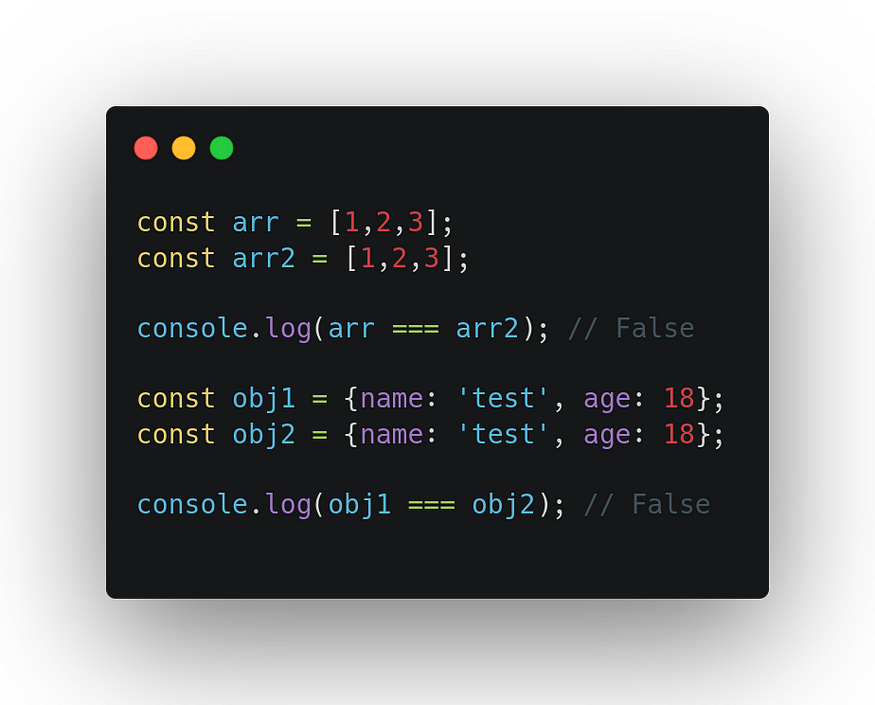 const arr = [1,2,3];
const arr2 = [1,2,3];
console.log(arr === arr2); // False
const obj1 = {name: 'test', age: 18};
const obj2 = {name: 'test', age: 18};
console.log(obj1 === obj2); // False